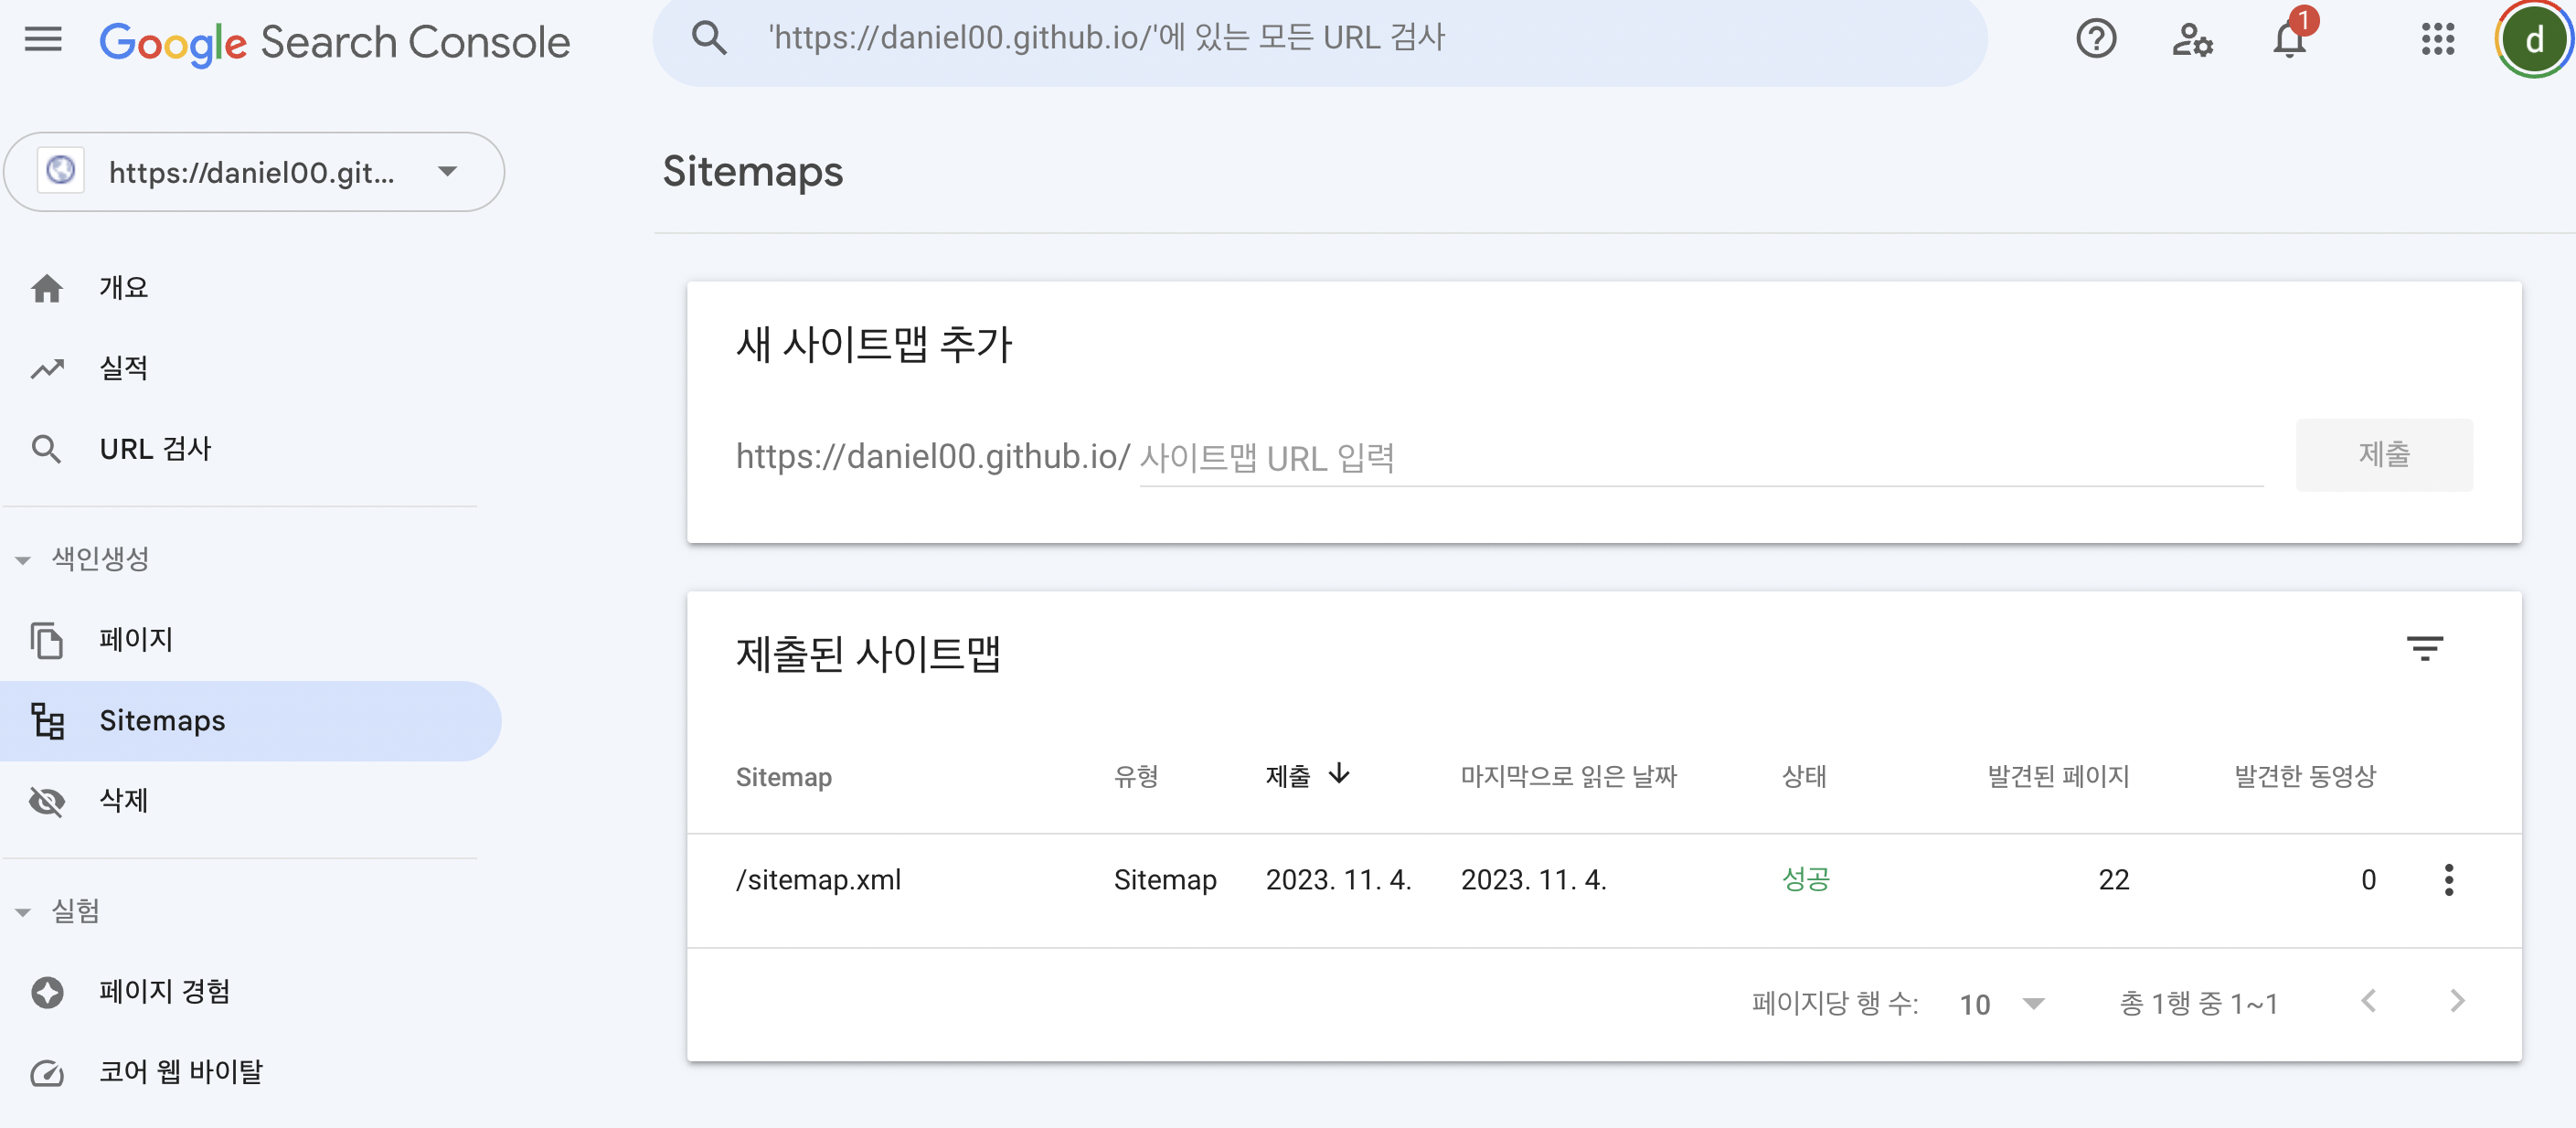 Google Search Console
'https://daniel00.github.io/'에 있는 모든 URL 검사
1
d
https://daniel00.git...
Sitemaps
개요
실적
URL 검사
색인생성
페이지
Sitemaps
삭제
실험
페이지 경험
코어 웹 바이탈
새 사이트맵 추가
https://daniel00.github.io/ 사이트맵 URL 입력
제출
제출된 사이트맵
Sitemap 유형 제출 마지막으로 읽은 날짜 상태 발견된 페이지 발견한 동영상
/sitemap.xml Sitemap 2023. 11. 4. 2023. 11. 4. 성공 22 0
페이지당 행 수: 10 총 1행 중 1~1